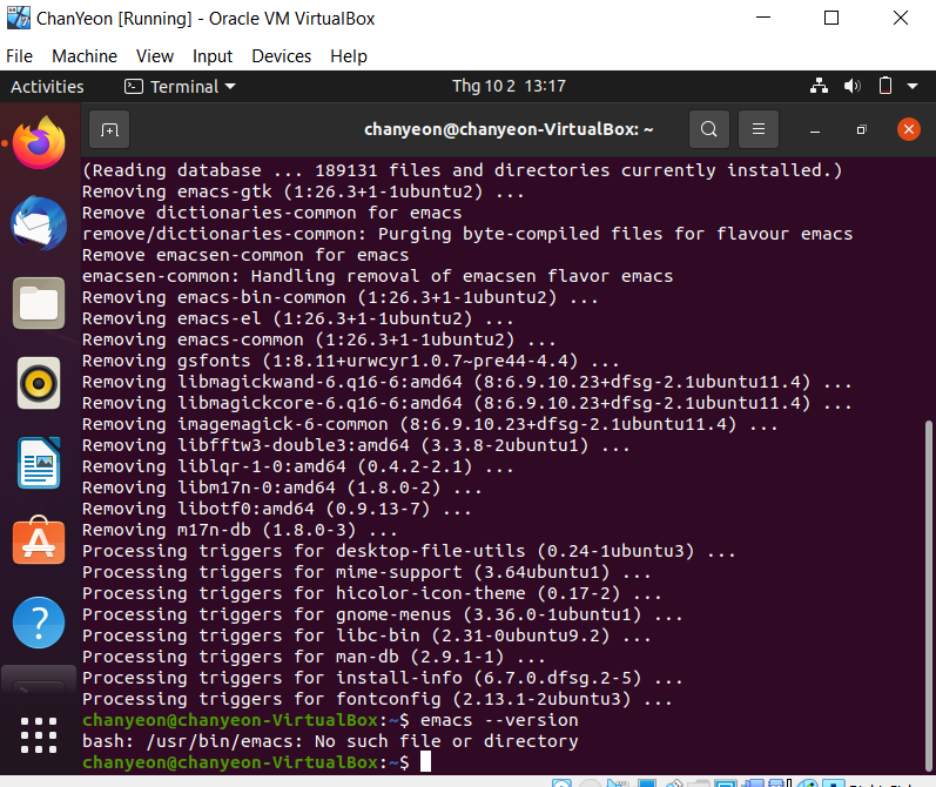 ChanYeon [Running] - Oracle VM VirtualBox
File Machine View Input Devices Help
Activities Terminal Thg 10 2 13:17
chanyeon@chanyeon-VirtualBox: ~
(Reading database ... 189131 files and directories currently installed.)
Removing emacs-gtk (1:26.3+1-1ubuntu2) ...
Remove dictionaries-common for emacs
remove/dictionaries-common: Purging byte-compiled files for flavour emacs
Remove emacsen-common for emacs
emacsen-common: Handling removal of emacsen flavor emacs
Removing emacs-bin-common (1:26.3+1-1ubuntu2) ...
Removing emacs-el (1:26.3+1-1ubuntu2) ...
Removing emacs-common (1:26.3+1-1ubuntu2) ...
Removing gsfonts (1:8.11+urwcyr1.0.7~pre44-4.4) ...
Removing libmagickwand-6.q16-6:amd64 (8:6.9.10.23+dfsg-2.1ubuntu11.4) ...
Removing libmagickcore-6.q16-6:amd64 (8:6.9.10.23+dfsg-2.1ubuntu11.4) ...
Removing imagemagick-6-common (8:6.9.10.23+dfsg-2.1ubuntu11.4) ...
Removing libfftw3-double3:amd64 (3.3.8-2ubuntu1) ...
Removing liblqr-1-0:amd64 (0.4.2-2.1) ...
Removing libm17n-0:amd64 (1.8.0-2) ...
Removing libotf0:amd64 (0.9.13-7) ...
Removing m17n-db (1.8.0-3) ...
Processing triggers for desktop-file-utils (0.24-1ubuntu3) ...
Processing triggers for mime-support (3.64ubuntu1) ...
Processing triggers for hicolor-icon-theme (0.17-2) ...
Processing triggers for gnome-menus (3.36.0-1ubuntu1) ...
Processing triggers for libc-bin (2.31-0ubuntu9.2) ...
Processing triggers for man-db (2.9.1-1) ...
Processing triggers for install-info (6.7.0.dfsg.2-5) ...
Processing triggers for fontconfig (2.13.1-2ubuntu3) ...
chanyeon@chanyeon-VirtualBox:~$ emacs --version
bash: /usr/bin/emacs: No such file or directory
chanyeon@chanyeon-VirtualBox:~$